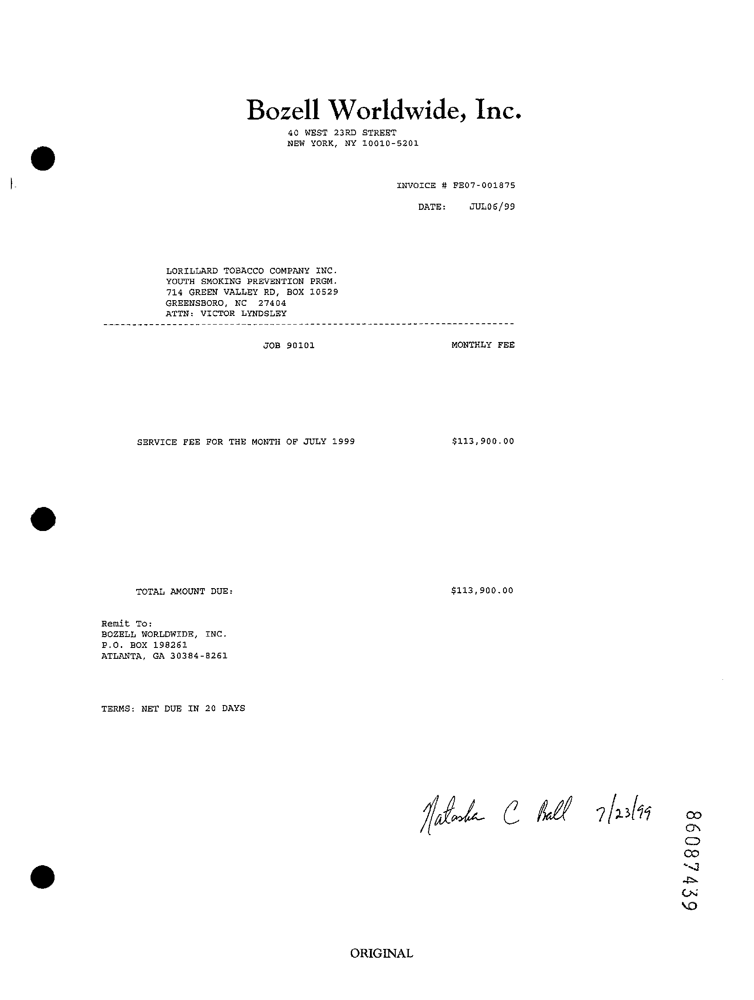 Bozell Worldwide, Inc.
40 WEST 23RD STREET
NEW YORK, NY 10010-5201
INVOICE # FE07-001875
DATE: JUL06/99
LORILLARD TOBACCO COMPANY INC.
YOUTH SMOKING PREVENTION PRGM.
714 GREEN VALLEY RD, BOX 10529
GREENSBORO, NC 27404
ATTN: VICTOR LYNDSLEY
JOB 90101 MONTHLY FEE
SERVICE FEE FOR THE MONTH OF JULY 1999 $113,900.00
TOTAL AMOUNT DUE: $113,900.00
Remit To:
BOZELL WORLDWIDE, INC.
P.O. BOX 198261
ATLANTA, GA 30384-8261
TERMS: NET DUE IN 20 DAYS
Natasha C Ball 7/23/99
86087439
ORIGINAL